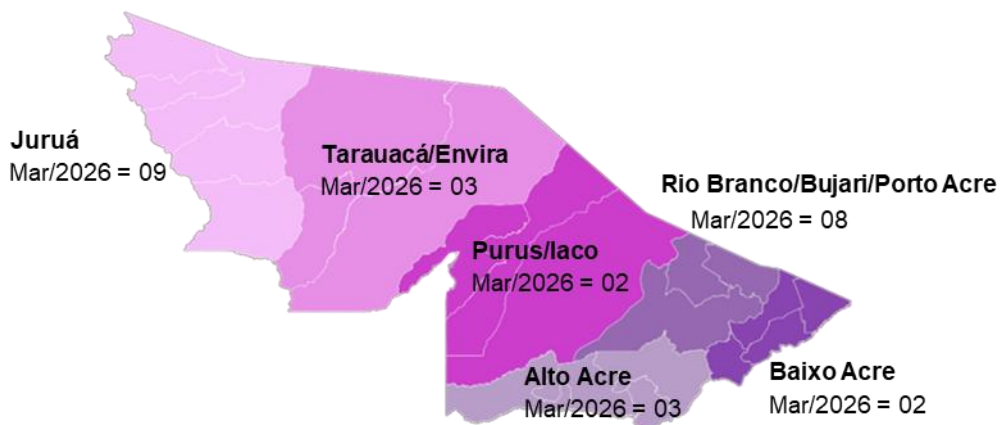 Juruá
Mar/2026 = 09
Tarauacá/Envira
Mar/2026 = 03
Rio Branco/Bujari/Porto Acre
Mar/2026 = 08
Purus/Iaco
Mar/2026 = 02
Alto Acre
Mar/2026 = 03
Baixo Acre
Mar/2026 = 02